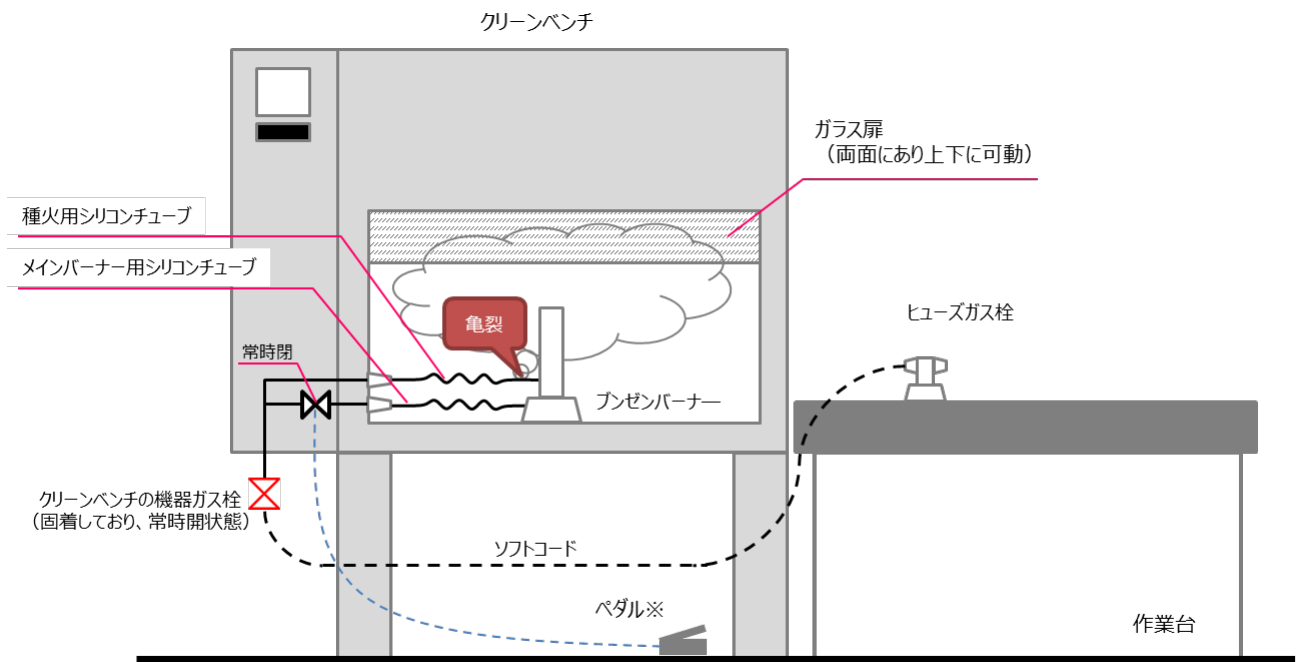 クリーンベンチ
ガラス扉
（両面にあり上下に可動）
種火用シリコンチューブ
メインバーナー用シリコンチューブ
亀裂
ヒューズガス栓
常時閉
ブンゼンバーナー
クリーンベンチの機器ガス栓
（固着しており、常時開状態）
ソフトコード
ペダル※
作業台